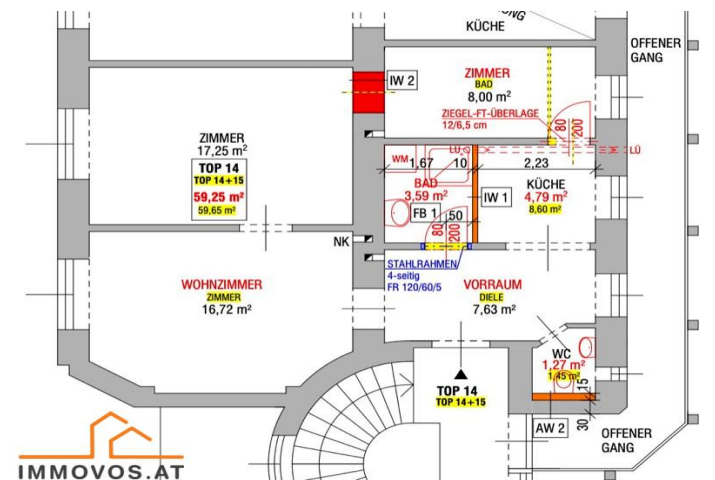 KÜCHE
OFFENER
GANG
ZIMMER
BAD
8,00 m²
IW 2
ZIEGEL-FT-ÜBERLAGE
12/6,5 cm
80
200
ZIMMER
17,25 m²
TOP 14
TOP 14+15
59,25 m²
59,65 m²
LÜ
LÜ
WM
1,67
10
2,23
BAD
3,59 m²
FB 1
1,50
IW 1
KÜCHE
4,79 m²
8,60 m²
80
200
NK
STAHLRAHMEN
4-seitig
FR 120/60/5
WOHNZIMMER
ZIMMER
16,72 m²
VORRAUM
DIELE
7,63 m²
WC
1,27 m²
1,45 m²
15
30
TOP 14
TOP 14+15
AW 2
OFFENER
GANG
IMMOVOS.AT